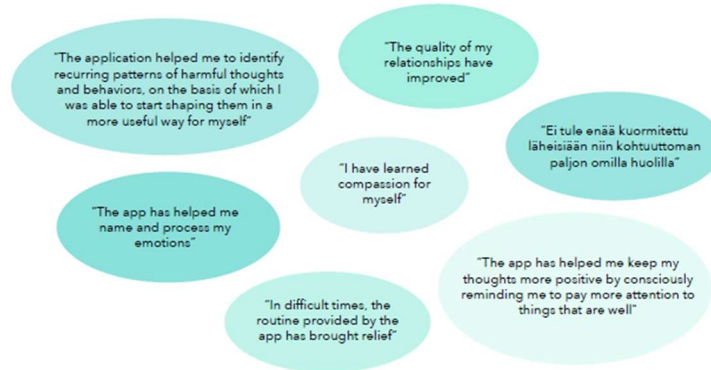 "The application helped me to identify
recurring patterns of harmful thoughts
and behaviors, on the basis of which I
was able to start shaping them in a
more useful way for myself"
"The quality of my
relationships have
improved"
"Ei tule enää kuormitettu
läheisiään niin kohtuuttoman
paljon omilla huolilla"
"I have learned
compassion for
myself"
"The app has helped me
name and process my
emotions"
"The app has helped me keep my
thoughts more positive by consciously
reminding me to pay more attention to
things that are well"
"In difficult times, the
routine provided by the
app has brought relief"